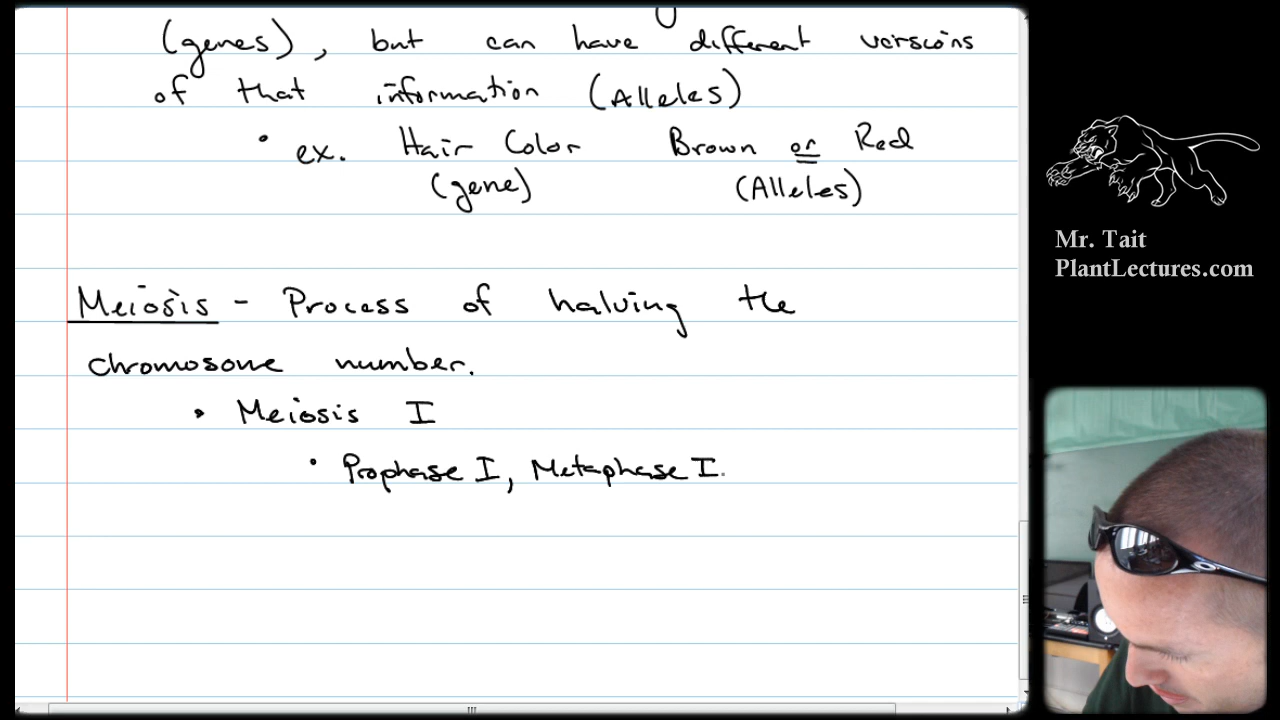 (genes), but can have different versions
of that information (Alleles)
• ex. Hair Color Brown or Red
(gene) (Alleles)
Meiosis - Process of halving the
chromosone number.
• Meiosis I
• Prophase I, Metaphase I.
Mr. Tait
PlantLectures.com